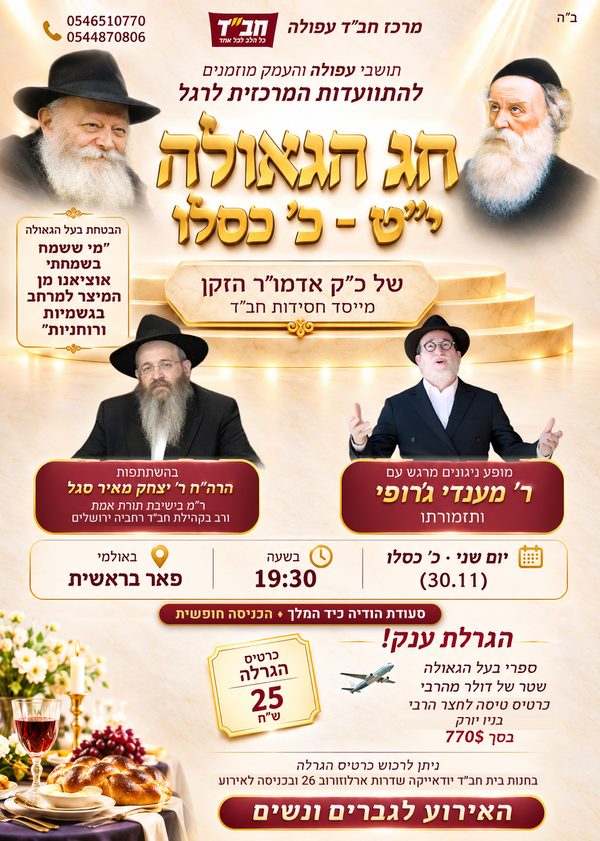 ב"ה
מרכז חב"ד עפולה
חב"ד
כל הלב לכל אחד
0546510770
0544870806
תושבי עפולה והעמק מוזמנים
להתוועדות המרכזית לרגל
חג הגאולה
י"ט - כ' כסלו
של כ"ק אדמו"ר הזקן
מייסד חסידות חב"ד
הבטחת בעל הגאולה
"מי ששמח
בשמחתי
אוציאנו מן
המיצר למרחב
בגשמיות
ורוחניות"
מופע ניגונים מרגש עם
ר' מענדי ג'רופי
ותזמורתו
בהשתתפות
הרה"ח ר' יצחק מאיר סגל
ר"מ בישיבת תורת אמת
ורב בקהילת חב"ד רחביה ירושלים
יום שני · כ' כסלו
(30.11)
בשעה
19:30
באולמי
פאר בראשית
סעודת הודיה כיד המלך ♦ הכניסה חופשית
הגרלת ענק!
ספרי בעל הגאולה
שטר של דולר מהרבי
כרטיס טיסה לחצר הרבי
בניו יורק
בסך 770$
כרטיס
הגרלה
25
ש"ח
ניתן לרכוש כרטיס הגרלה
בחנות בית חב"ד יודאייקה שדרות ארלוזורוב 26 ובכניסה לאירוע
האירוע לגברים ונשים